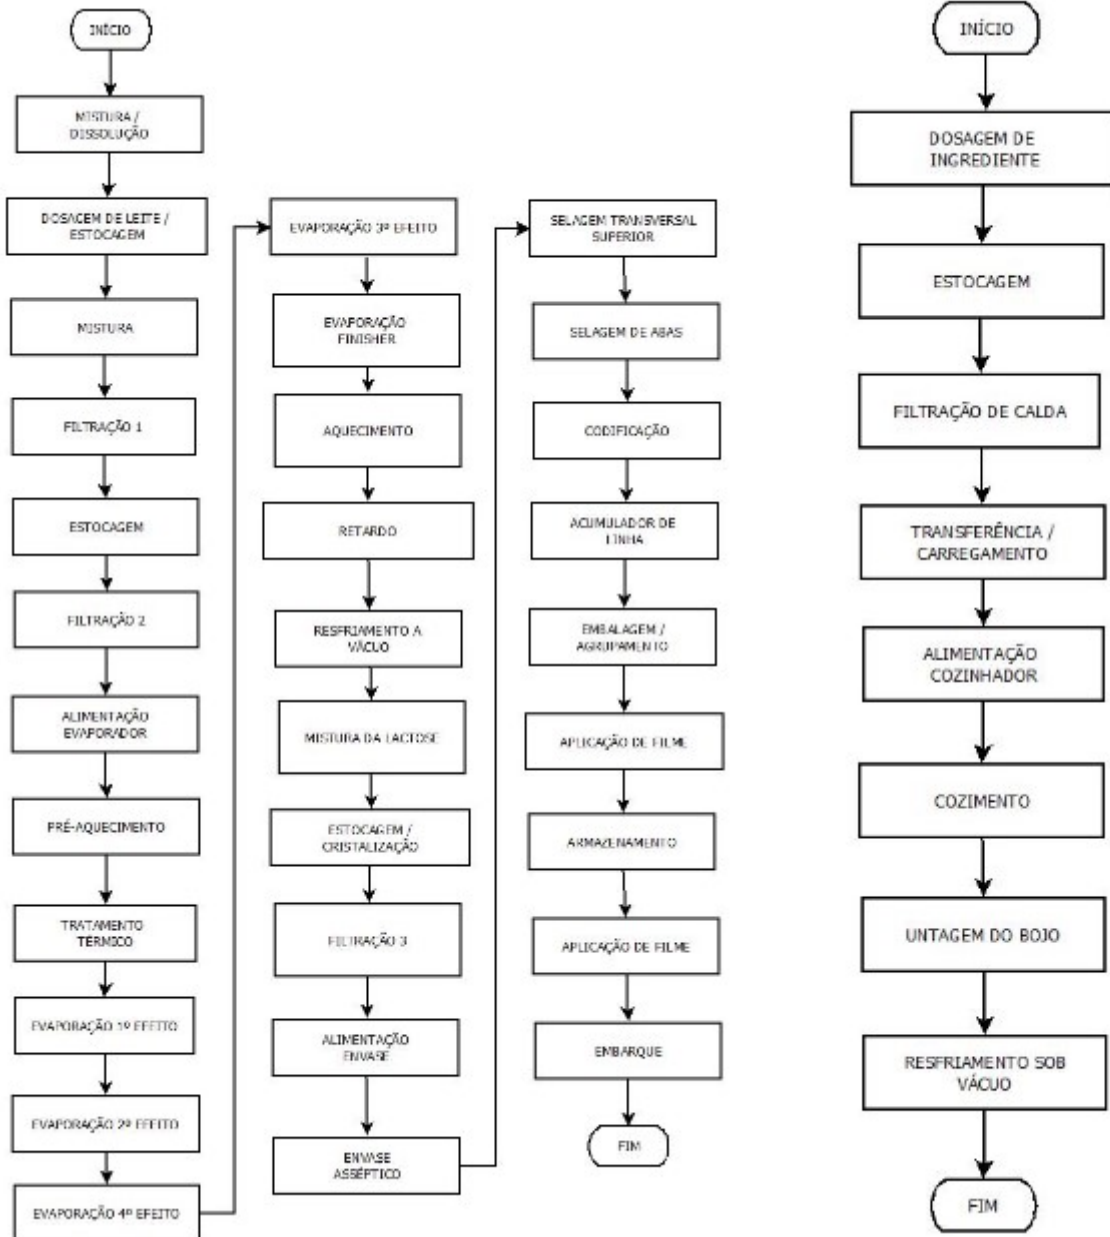 INÍCIO
MISTURA /
DISSOLUÇÃO
DOSAGEM DE LEITE /
ESTOCAGEM
MISTURA
FILTRAÇÃO 1
ESTOCAGEM
FILTRAÇÃO 2
ALIMENTAÇÃO
EVAPORADOR
PRÉ-AQUECIMENTO
TRATAMENTO
TÉRMICO
EVAPORAÇÃO 1º EFEITO
EVAPORAÇÃO 2º EFEITO
EVAPORAÇÃO 4º EFEITO
EVAPORAÇÃO 3º EFEITO
EVAPORAÇÃO
FINISHER
AQUECIMENTO
RETARDO
RESFRIAMENTO A
VÁCUO
MISTURA DA LACTOSE
ESTOCAGEM /
CRISTALIZAÇÃO
FILTRAÇÃO 3
ALIMENTAÇÃO
ENVASE
ENVASE
ASSÉPTICO
SELAGEM TRANSVERSAL
SUPERIOR
SELAGEM DE ABAS
CODIFICAÇÃO
ACUMULADOR DE
LINHA
EMBALAGEM /
AGRUPAMENTO
APLICAÇÃO DE FILME
ARMAZENAMENTO
APLICAÇÃO DE FILME
EMBARQUE
FIM
INÍCIO
DOSAGEM DE
INGREDIENTE
ESTOCAGEM
FILTRAÇÃO DE CALDA
TRANSFERÊNCIA /
CARREGAMENTO
ALIMENTAÇÃO
COZINHADOR
COZIMENTO
UNTAGEM DO BOJO
RESFRIAMENTO SOB
VÁCUO
FIM